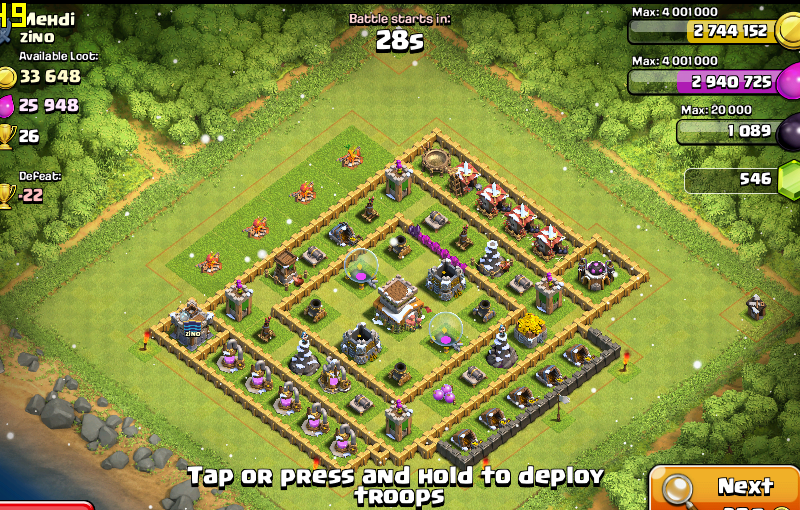 49
Mehdi
ZiNO
Available Loot:
33 648
25 948
26
Defeat:
-22
Battle starts in:
28s
Max: 4 001 000
2 744 152
Max: 4 001 000
2 940 725
Max: 20 000
1 089
546
ZINO
Tap or press and hold to deploy
troops
Next